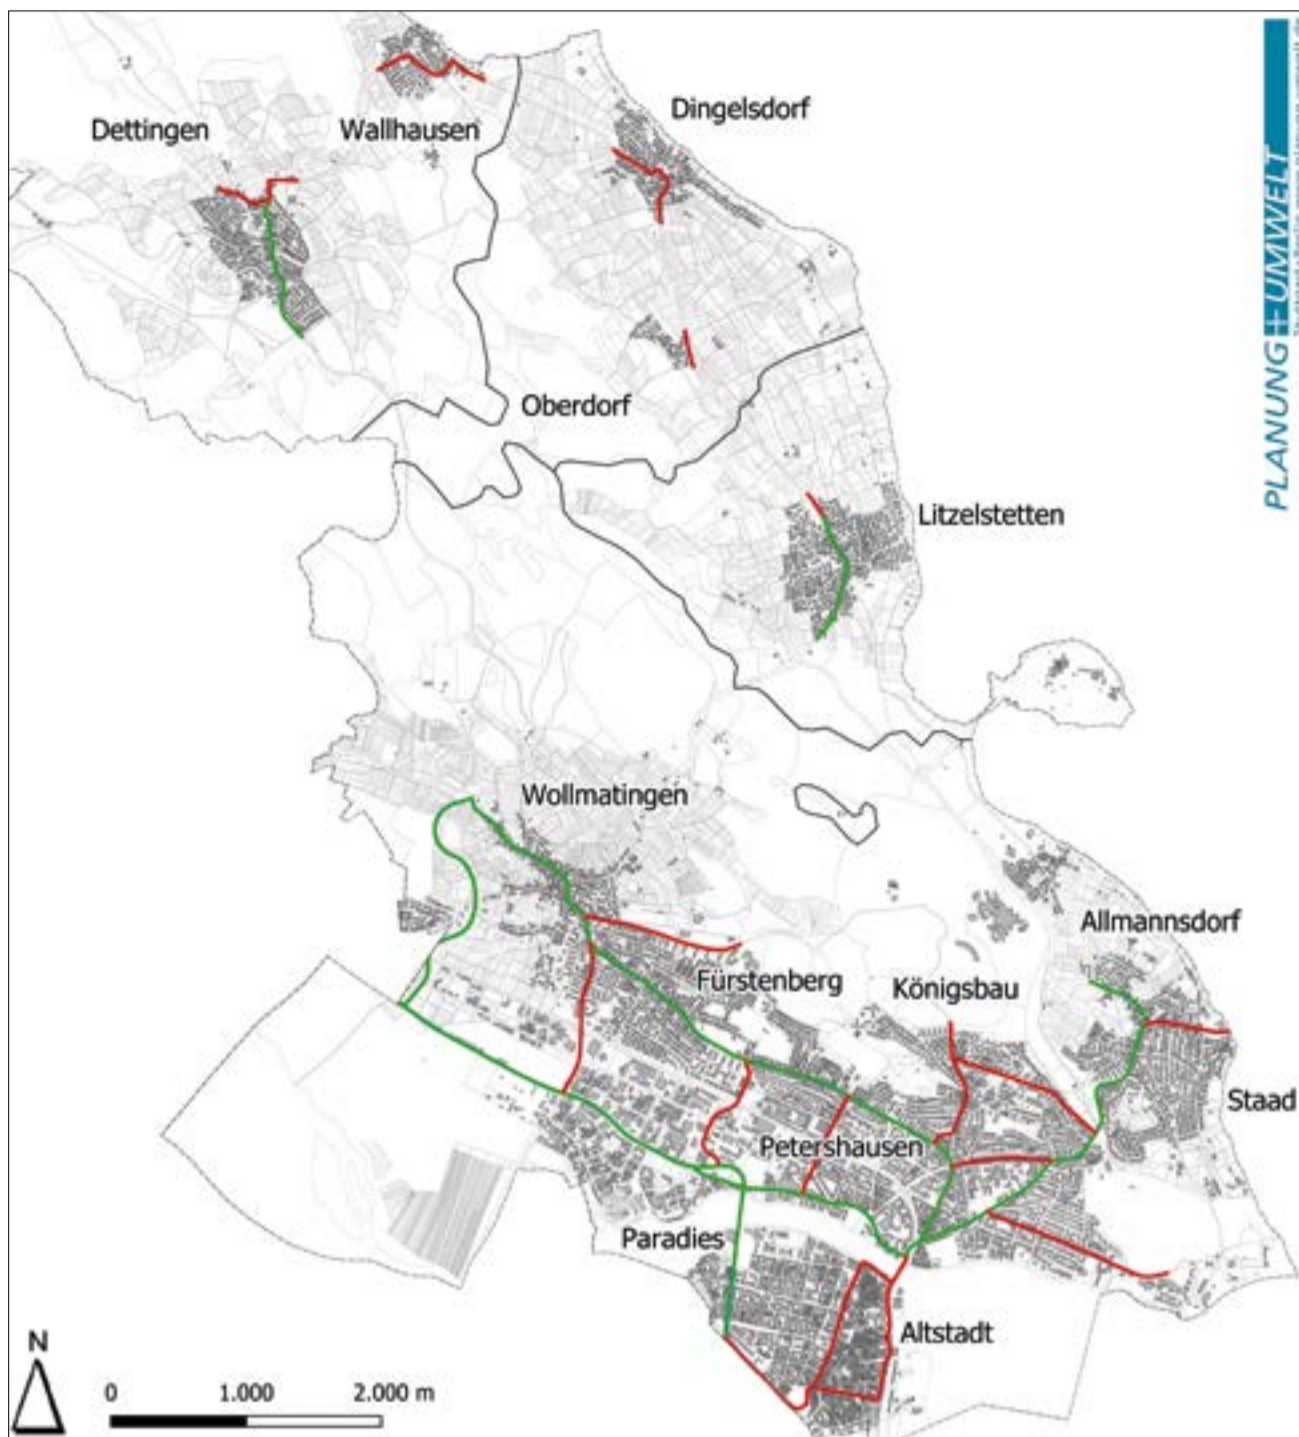 Dettingen
Wallhausen
Dingelsdorf
PLANUNG+UMWELT
Oberdorf
Litzelstetten
Wollmatingen
Allmannsdorf
Fürstenberg
Königsbau
Staad
Petershausen
Paradies
Altstadt
N
0 1.000 2.000 m